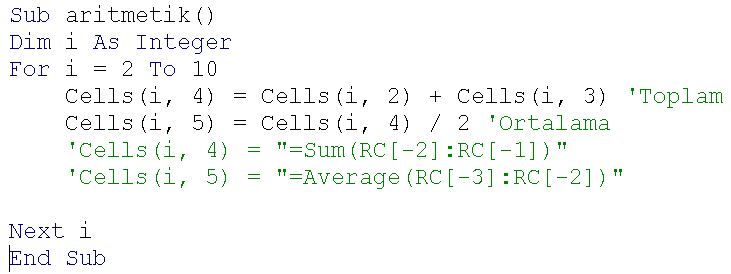 Sub aritmetik()
Dim i As Integer
For i = 2 To 10
    Cells(i, 4) = Cells(i, 2) + Cells(i, 3) 'Toplam
    Cells(i, 5) = Cells(i, 4) / 2 'Ortalama
    'Cells(i, 4) = "=Sum(RC[-2]:RC[-1])"
    'Cells(i, 5) = "=Average(RC[-3]:RC[-2])"
Next i
End Sub